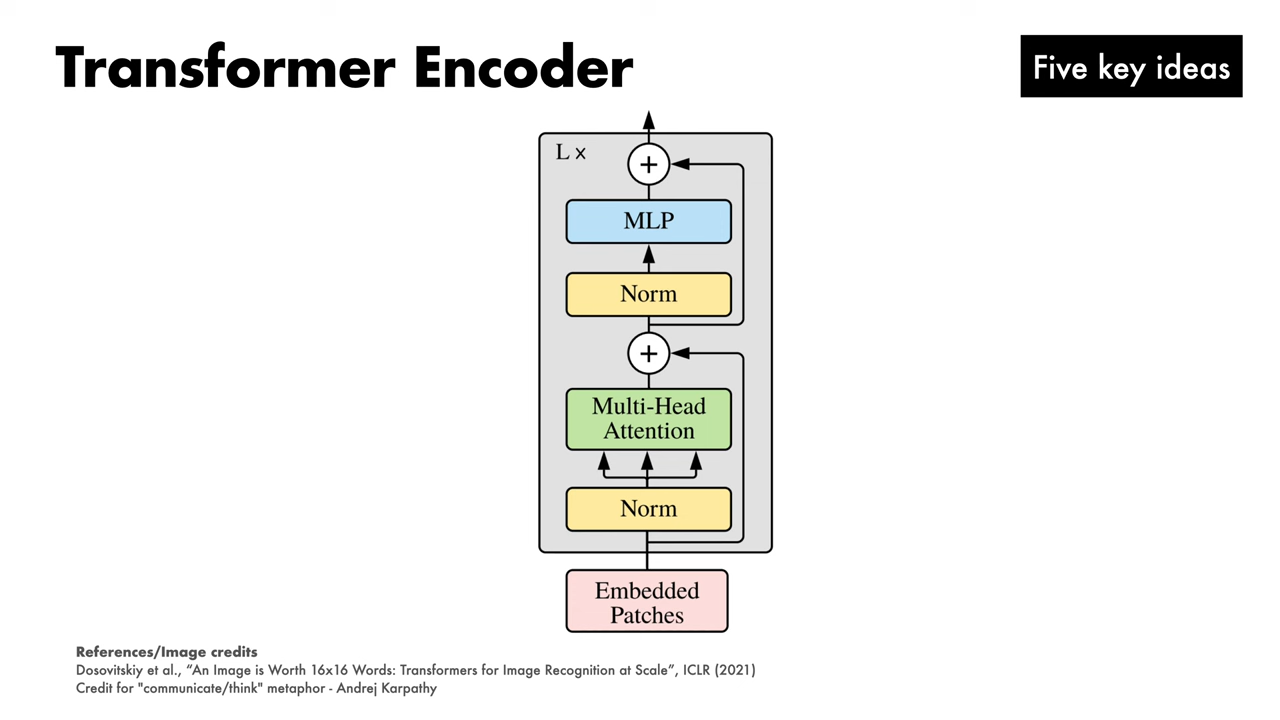 Transformer Encoder
Five key ideas
L ×
+
MLP
Norm
+
Multi-Head
Attention
Norm
Embedded
Patches
References/Image credits
Dosovitskiy et al., “An Image is Worth 16x16 Words: Transformers for Image Recognition at Scale”, ICLR (2021)
Credit for "communicate/think" metaphor - Andrej Karpathy